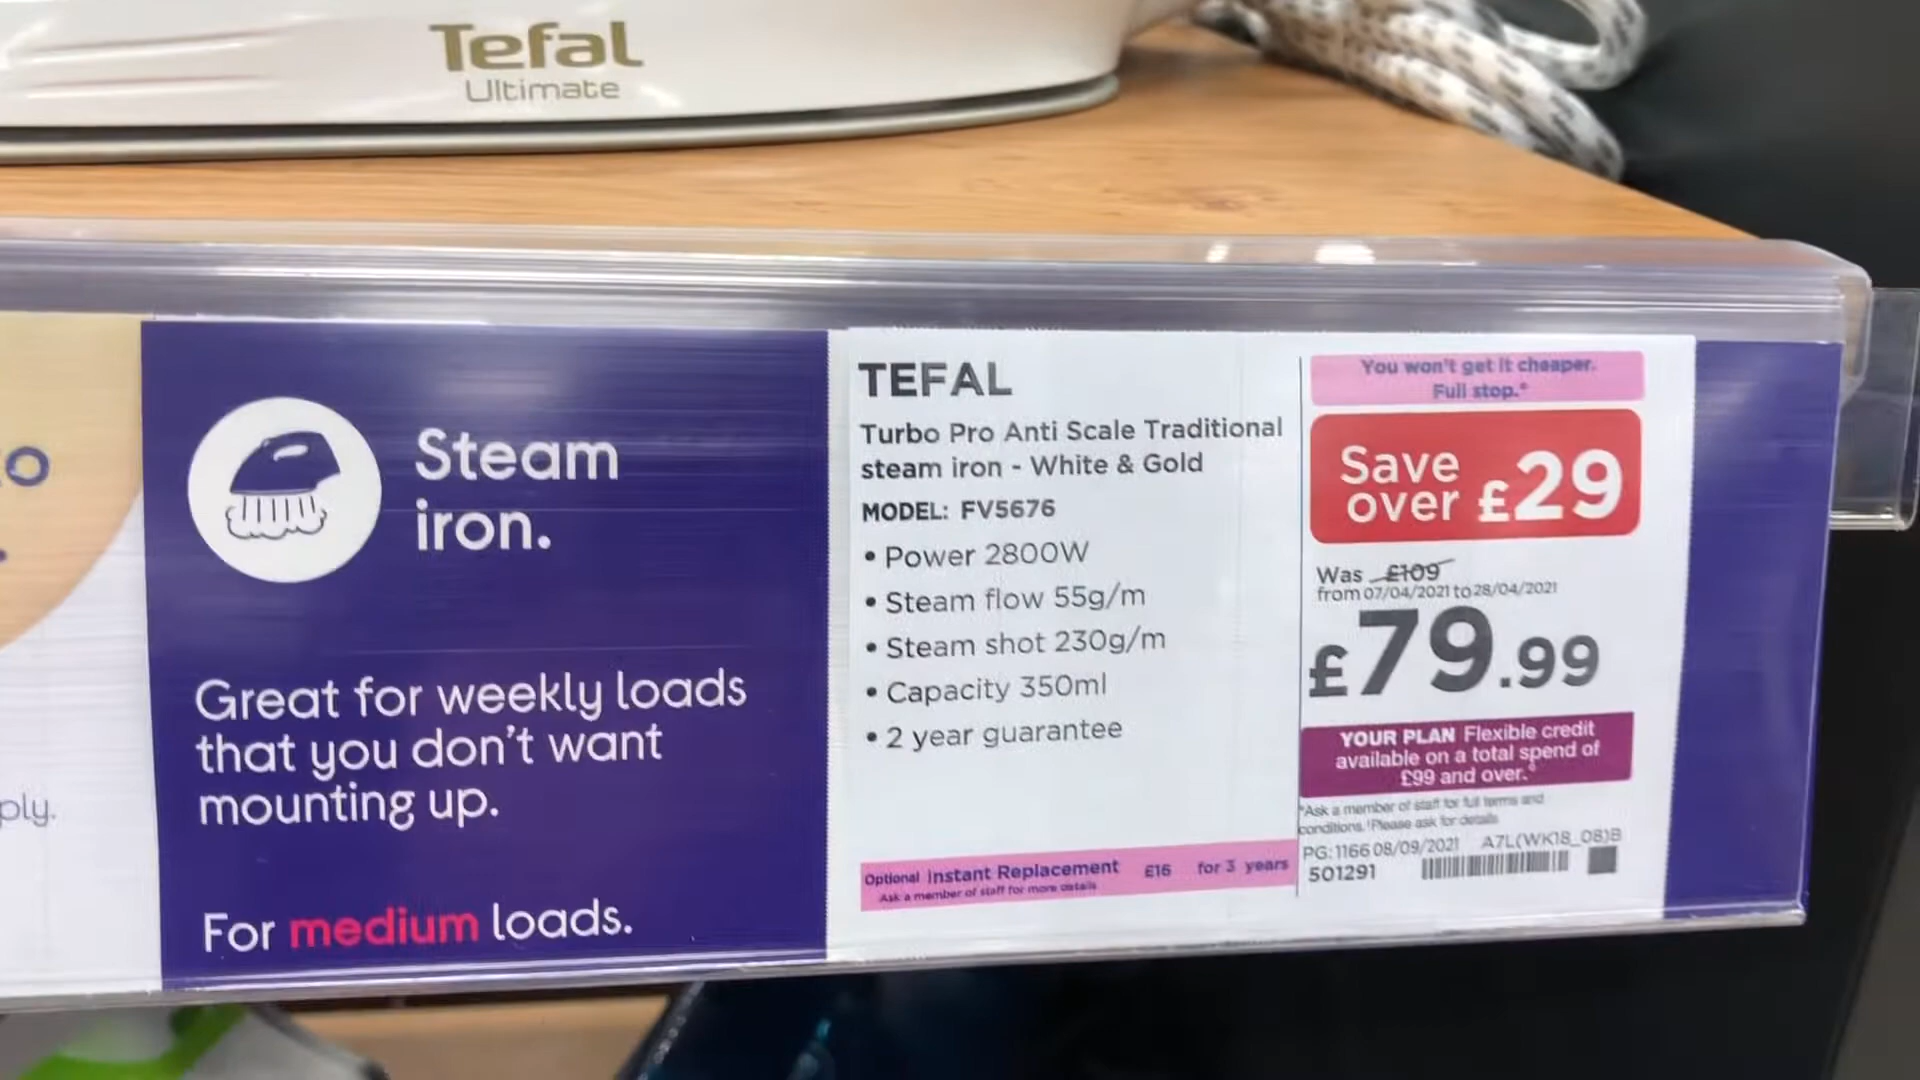 Tefal
Ultimate
o
ply.
Steam
iron.
Great for weekly loads
that you don't want
mounting up.
For medium loads.
TEFAL
Turbo Pro Anti Scale Traditional
steam iron - White & Gold
MODEL: FV5676
• Power 2800W
• Steam flow 55g/m
• Steam shot 230g/m
• Capacity 350ml
• 2 year guarantee
Optional Instant Replacement £16 for 3 years
Ask a member of staff for more details
You won't get it cheaper.
Full stop.*
Save
over £29
Was £109
from 07/04/2021 to 28/04/2021
£79.99
YOUR PLAN Flexible credit
available on a total spend of
£99 and over.
*Ask a member of staff for full terms and
conditions. †Please ask for details
PG:1166 08/09/2021 A7L(WK18_08)B
501291